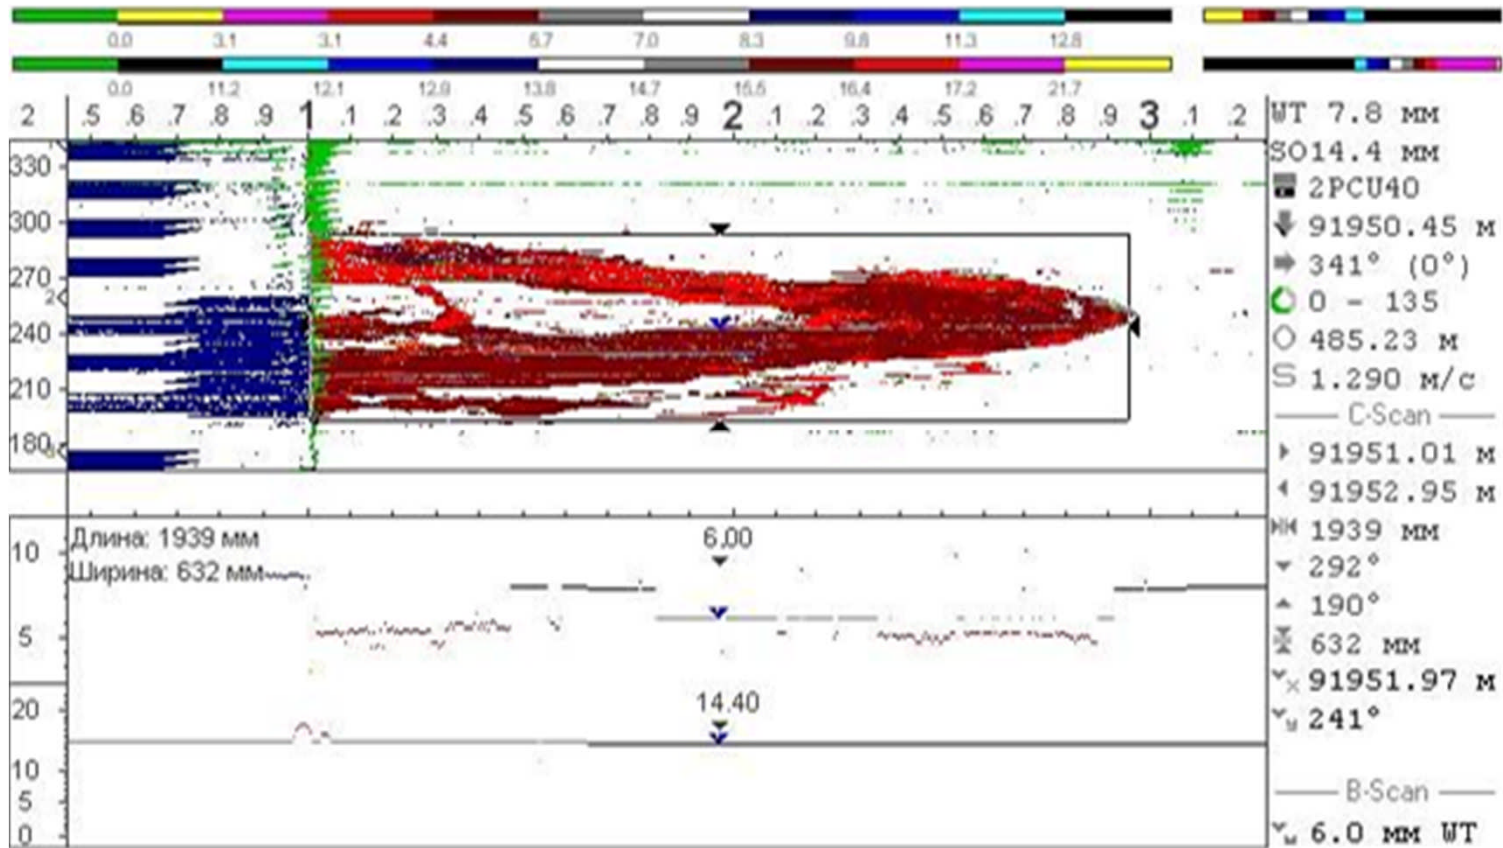 0.0 3.1 3.1 4.4 6.7 7.0 8.3 9.8 11.3 12.8
0.0 11.2 12.1 12.9 13.8 14.7 15.5 16.4 17.2 21.7
2 .5 .6 .7 .8 .9 1 .1 .2 .3 .4 .5 .6 .7 .8 .9 2 .1 .2 .3 .4 .5 .6 .7 .8 .9 3 .1 .2
330
300
270
240
210
180
WT 7.8 мм
SO14.4 мм
2PCU40
91950.45 м
341° (0°)
0 - 135
485.23 м
S 1.290 м/с
C-Scan
91951.01 м
91952.95 м
1939 мм
292°
190°
632 мм
x 91951.97 м
y 241°
B-Scan
w 6.0 мм WT
Длина: 1939 мм
Ширина: 632 мм
6.00
10
5
14.40
20
10
5
0